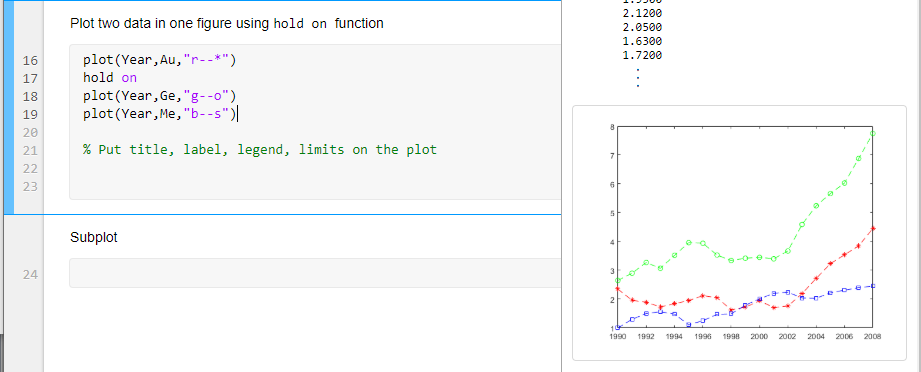 Plot two data in one figure using hold on function
16 plot(Year,Au,"r--*")
17 hold on
18 plot(Year,Ge,"g--o")
19 plot(Year,Me,"b--s")
20
21 % Put title, label, legend, limits on the plot
22
23
Subplot
24
2.1200
2.0500
1.6300
1.7200
:
8
7
6
5
4
3
2
1
1990 1992 1994 1996 1998 2000 2002 2004 2006 2008